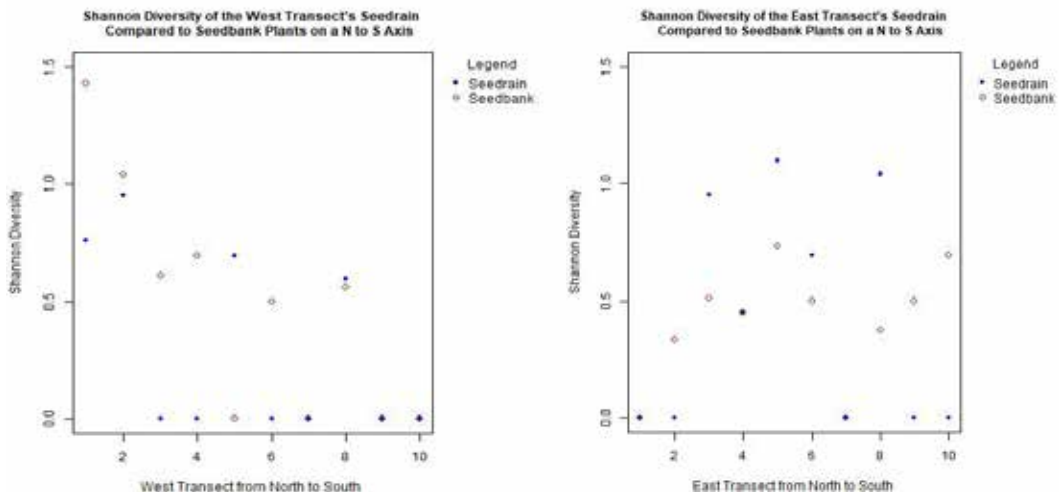 Shannon Diversity of the West Transect's Seedrain
Compared to Seedbank Plants on a N to S Axis
Legend
Seedrain
Seedbank
Shannon Diversity
1.5
1.0
0.5
0.0
2
4
6
8
10
West Transect from North to South
Shannon Diversity of the East Transect's Seedrain
Compared to Seedbank Plants on a N to S Axis
Legend
Seedrain
Seedbank
Shannon Diversity
1.5
1.0
0.5
0.0
2
4
6
8
10
East Transect from North to South